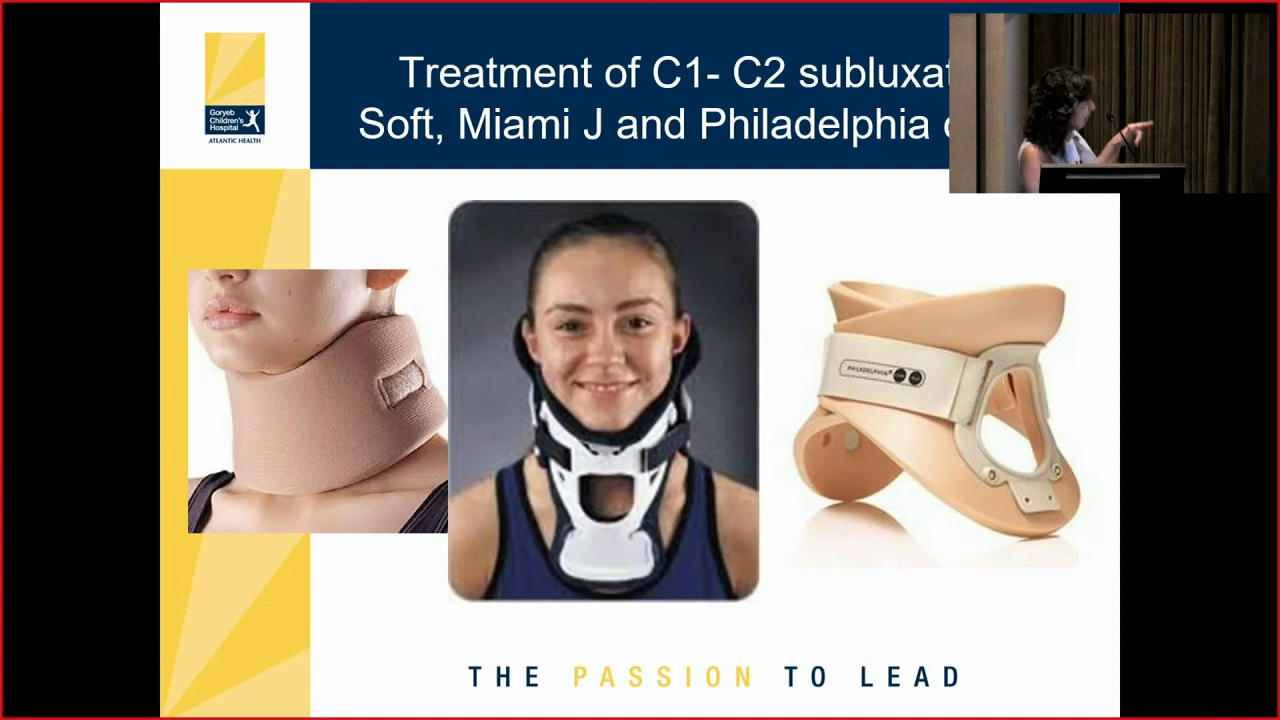 Goryeb
Children's
Hospital
ATLANTIC HEALTH
Treatment of C1- C2 subluxat
Soft, Miami J and Philadelphia
PHILADELPHIA
THE PASSION TO LEAD